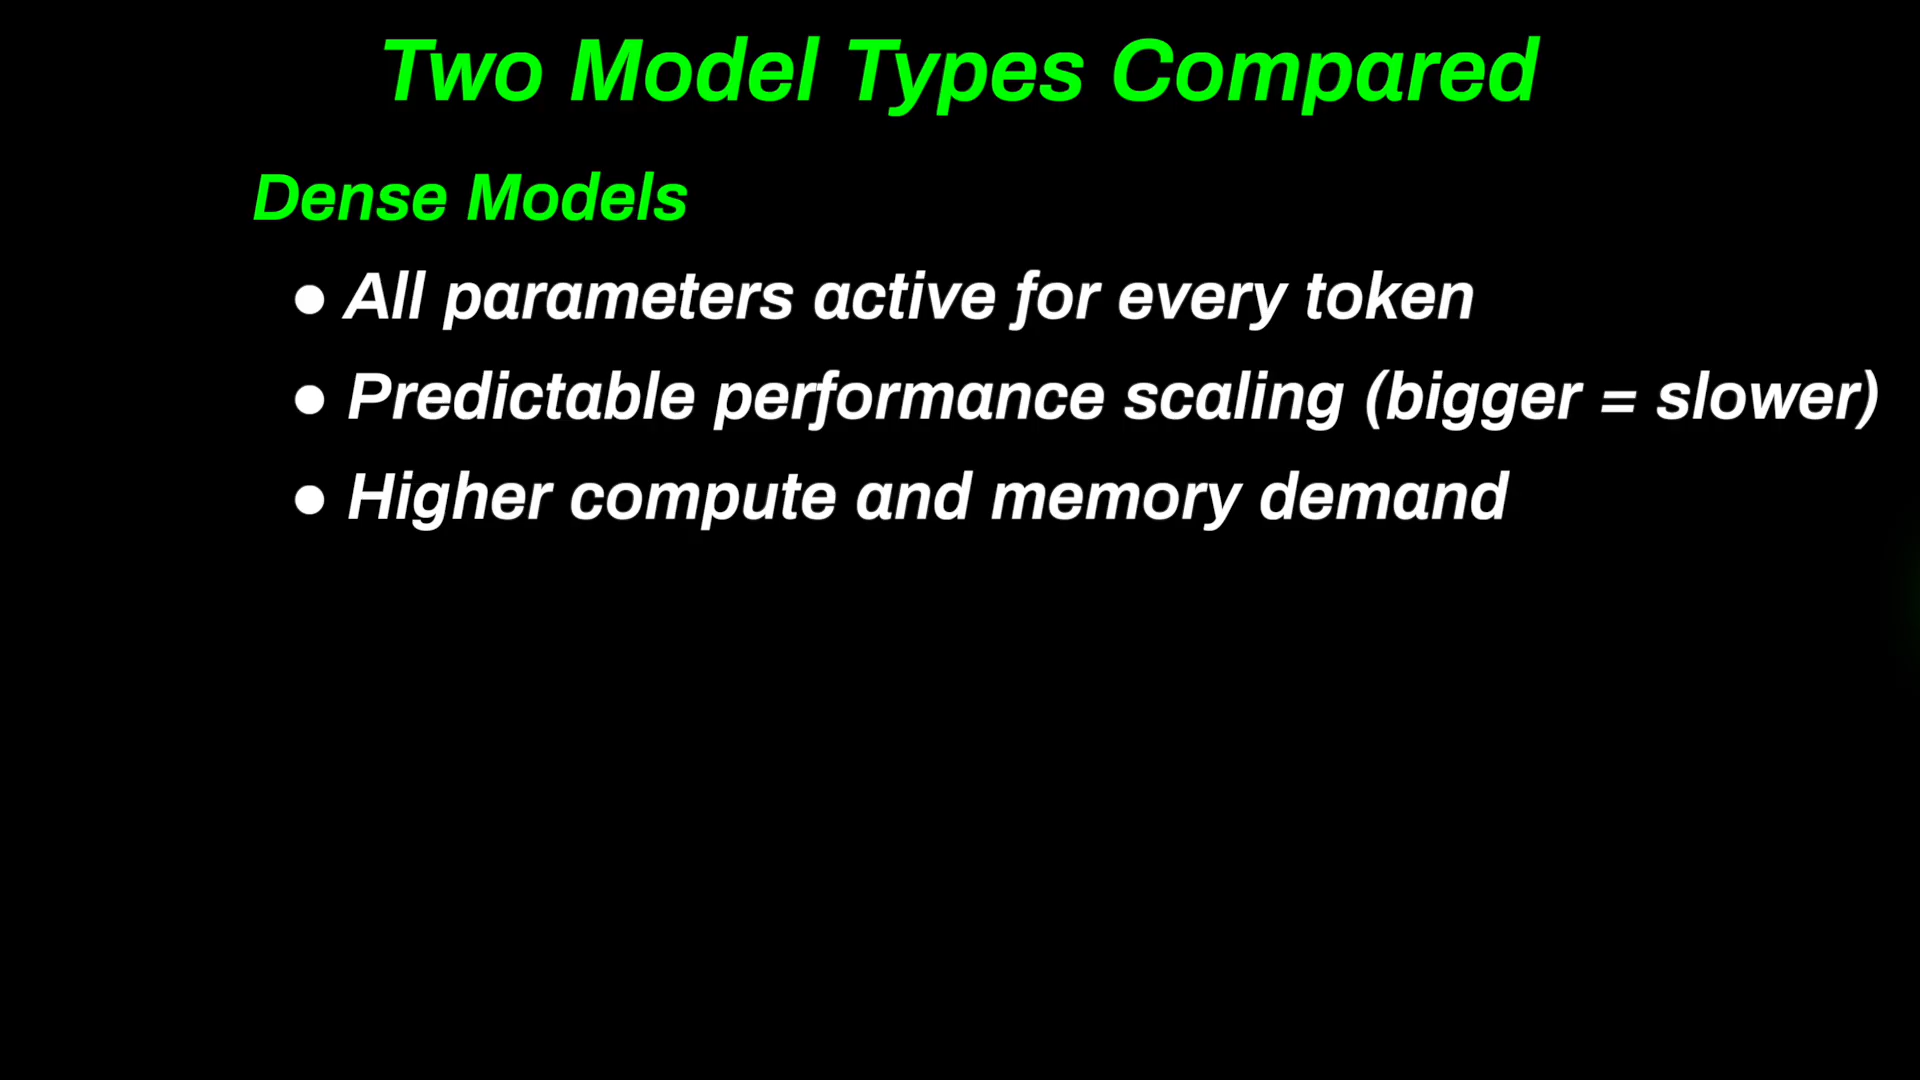 Two Model Types Compared
Dense Models
● All parameters active for every token
● Predictable performance scaling (bigger = slower)
● Higher compute and memory demand